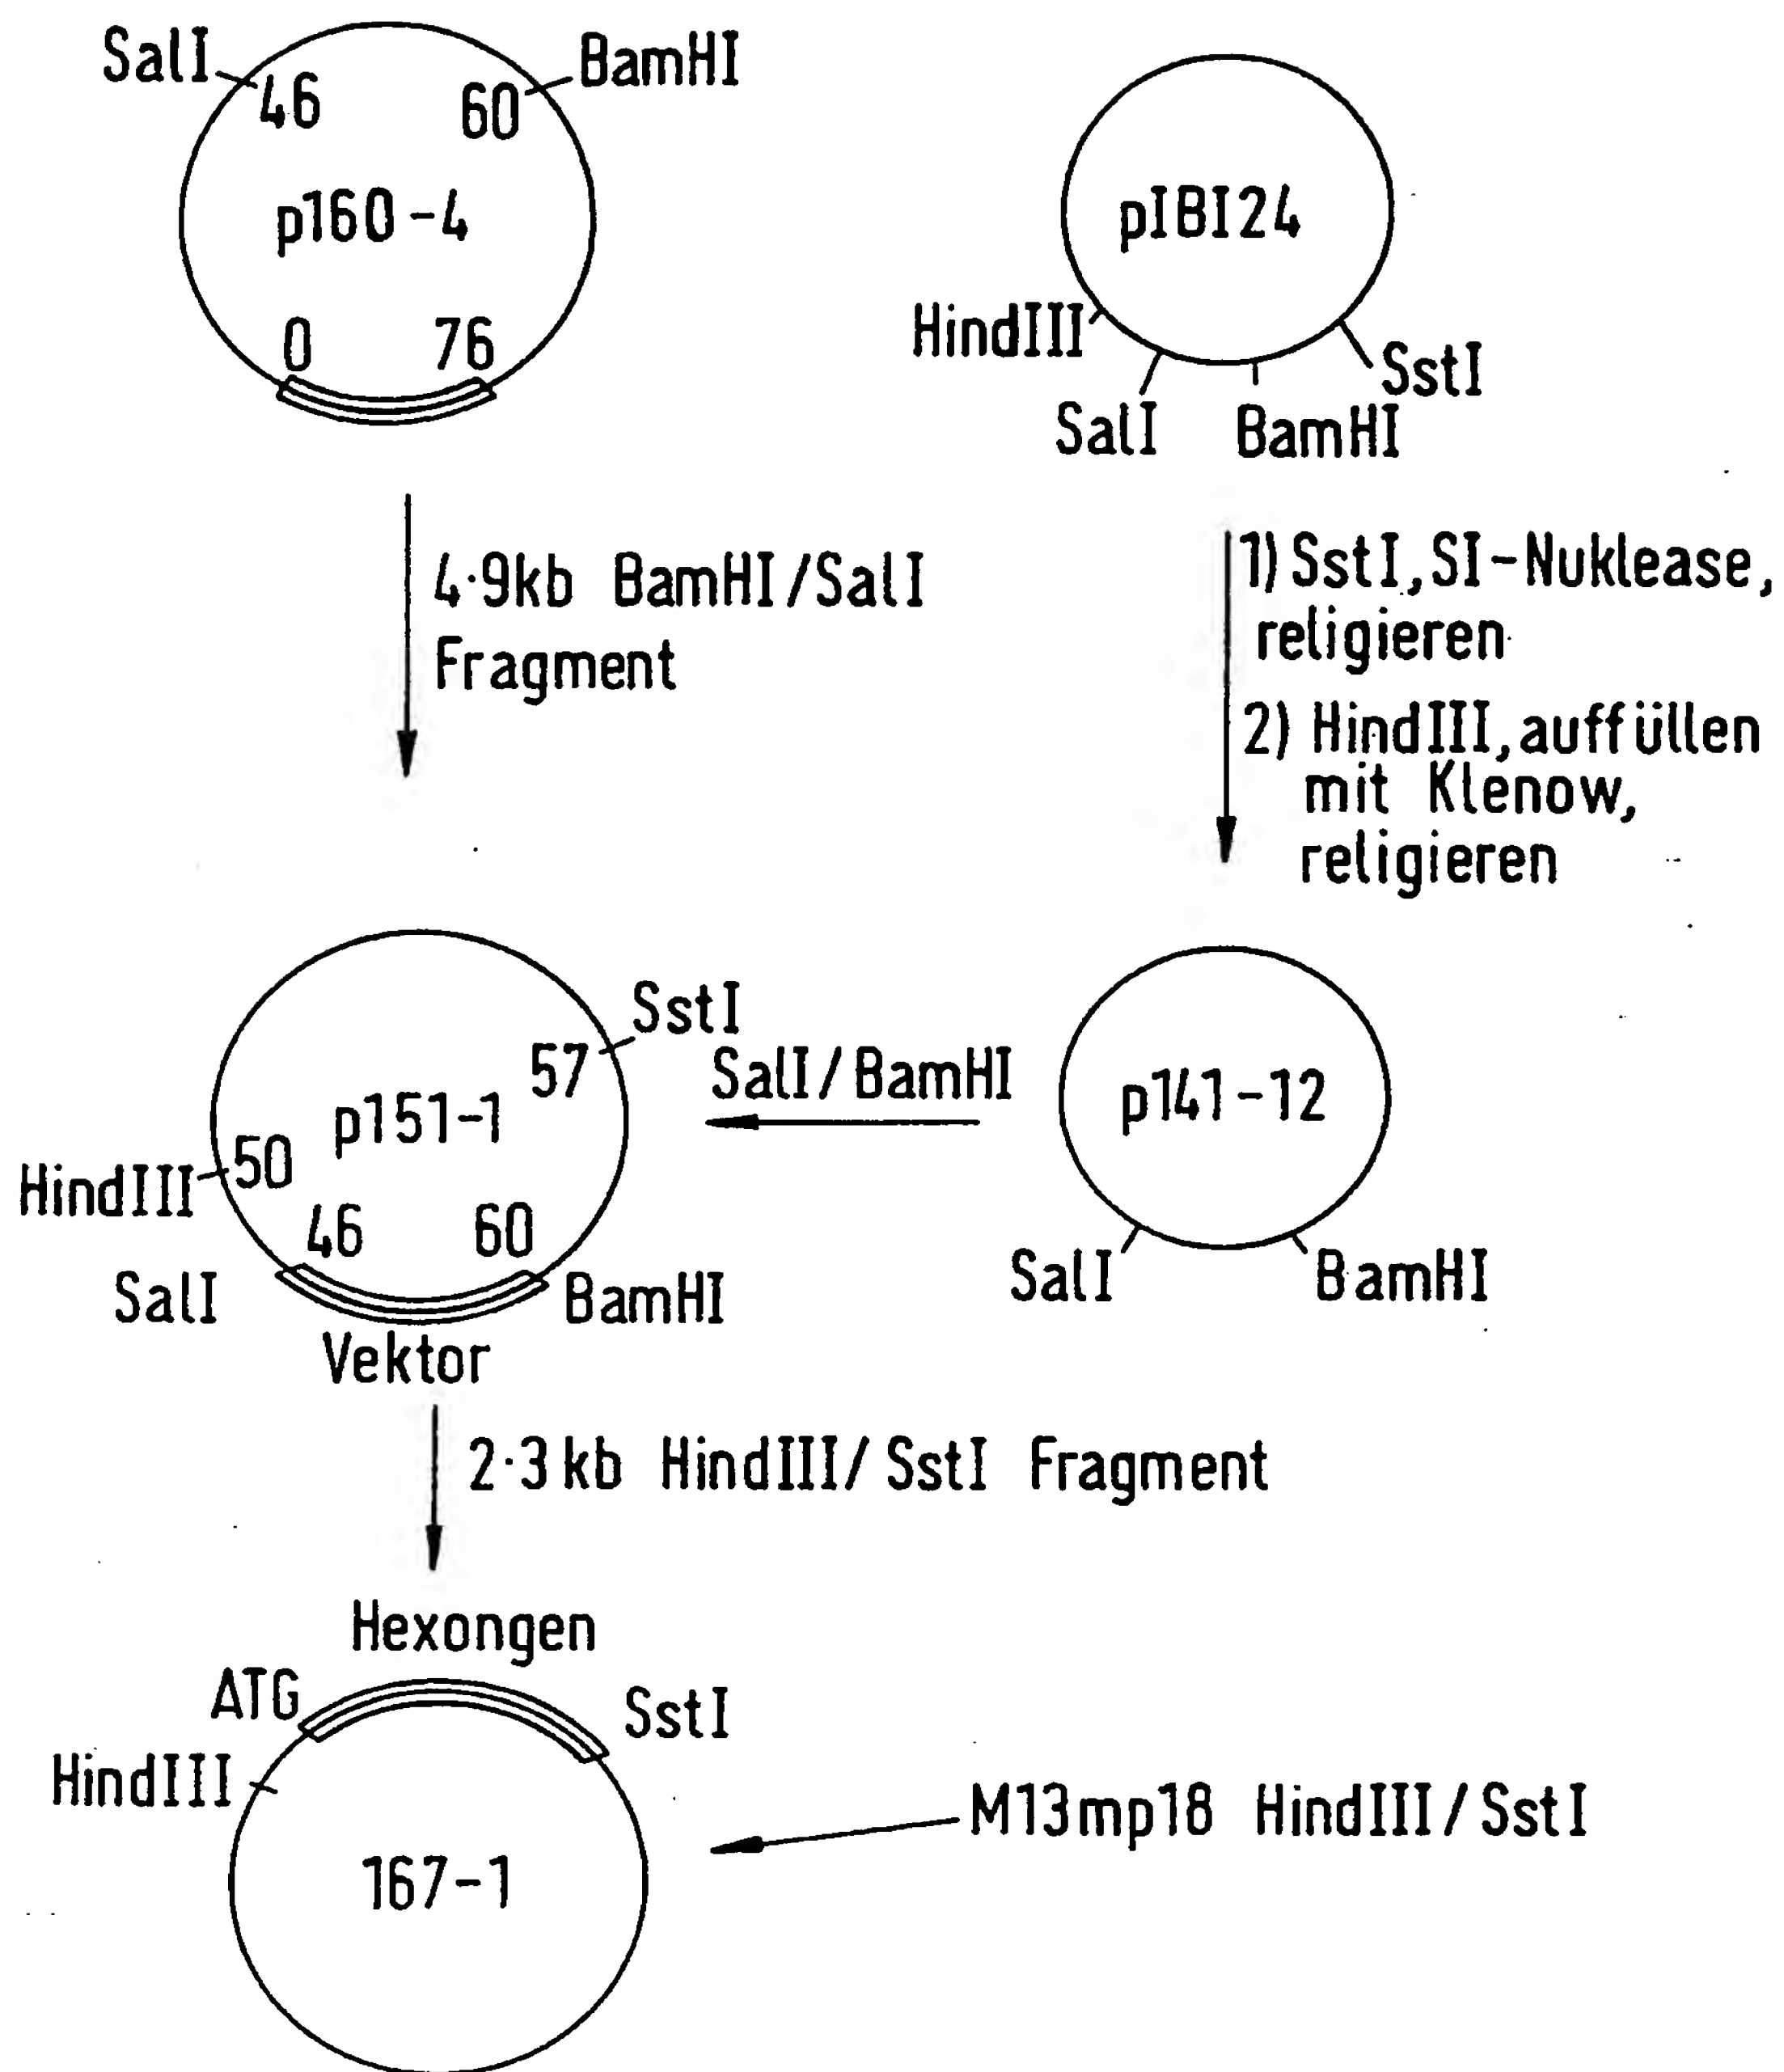 SalI
46
60
BamHI
p160-4
0
76
pIBI24
HindIII
SalI
BamHI
SstI
4·9kb BamHI/SalI
Fragment
1) SstI, SI-Nuklease,
religieren
2) HindIII, auffüllen
mit Klenow,
religieren
SstI
57
p151-1
50
HindIII
46
60
SalI
BamHI
Vektor
SalI/BamHI
p141-12
SalI
BamHI
2·3kb HindIII/SstI Fragment
Hexongen
ATG
SstI
HindIII
167-1
M13mp18 HindIII/SstI